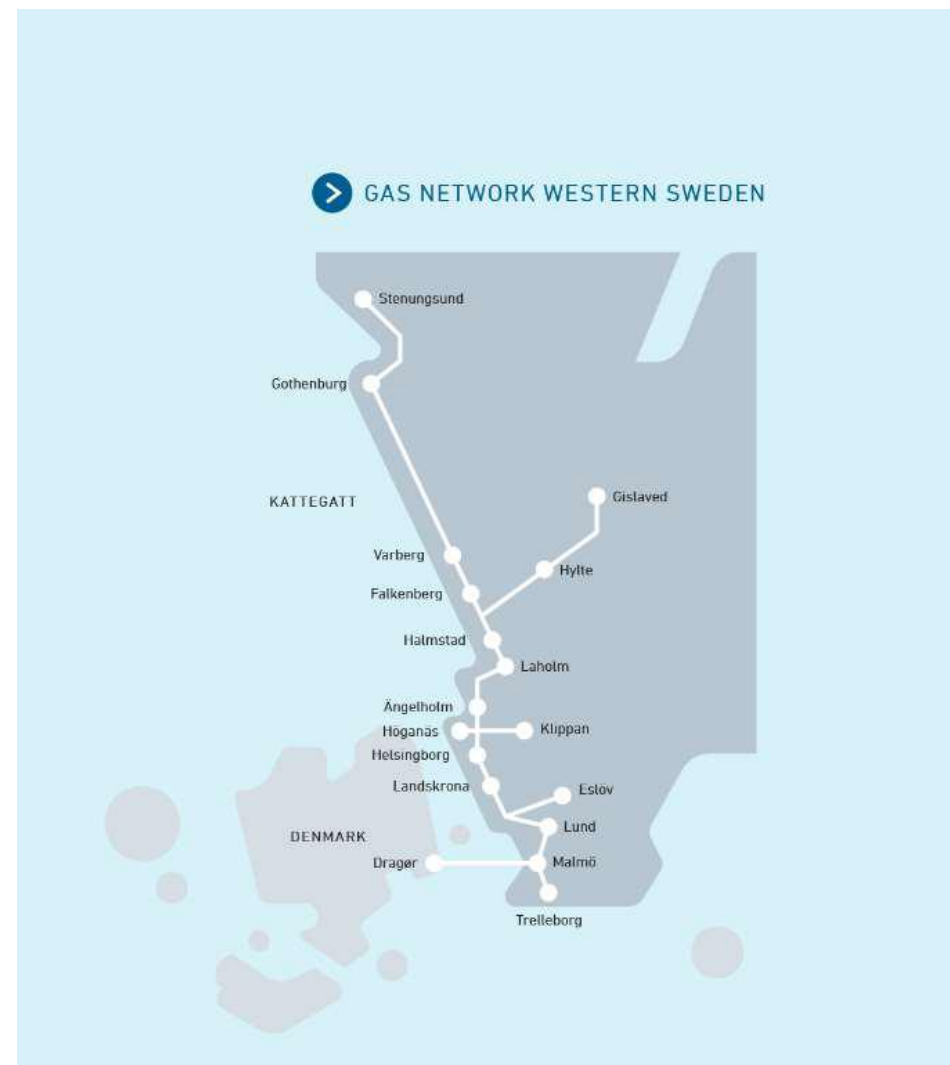 GAS NETWORK WESTERN SWEDEN
Stenungsund
Gothenburg
KATTEGATT
Gislaved
Varberg
Hylte
Falkenberg
Halmstad
Laholm
Ängelholm
Höganäs
Klippan
Helsingborg
Landskrona
Eslöv
Lund
DENMARK
Dragør
Malmö
Trelleborg